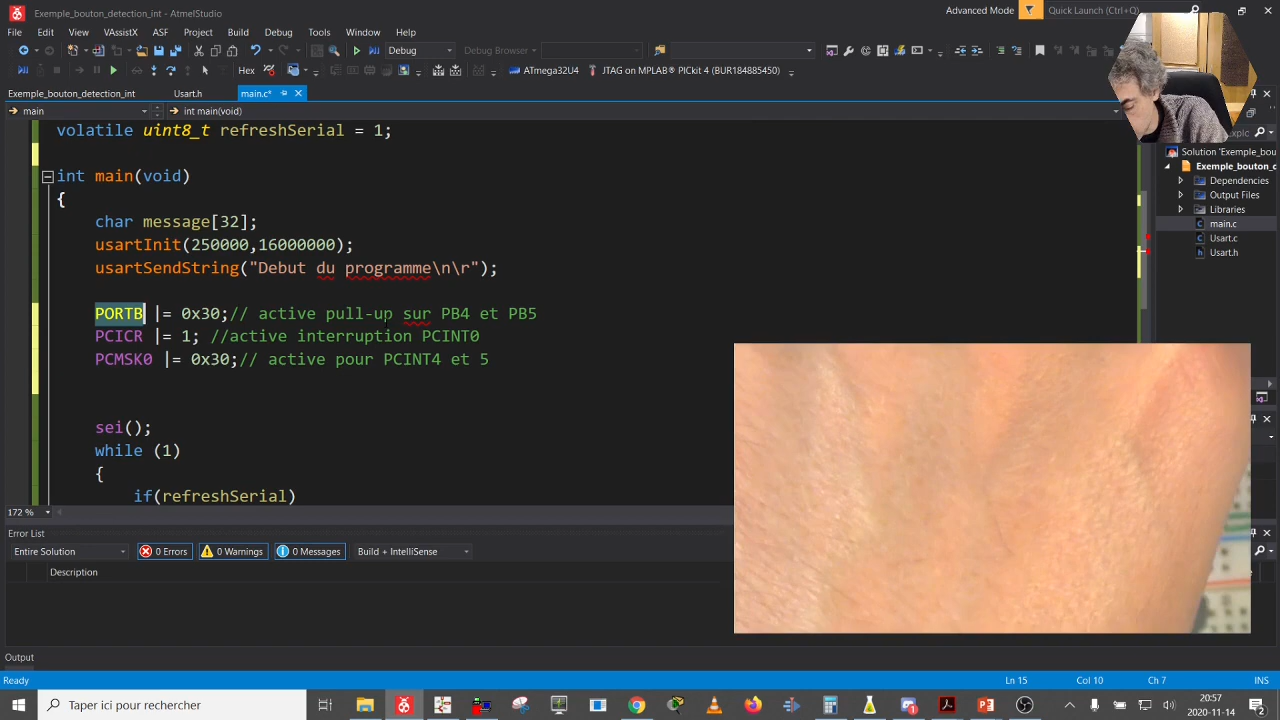 Exemple_bouton_detection_int - AtmelStudio
Advanced Mode
Quick Launch (Ctrl+Q)
File Edit View VAssistX ASF Project Build Debug Tools Window Help
Debug
Debug Browser
Hex
ATmega32U4
JTAG on MPLAB® PICkit 4 (BUR184885450)
Exemple_bouton_detection_int
Usart.h
main.c*
main
int main(void)
volatile uint8_t refreshSerial = 1;
int main(void)
{
char message[32];
usartInit(250000,16000000);
usartSendString("Debut du programme\n\r");
PORTB |= 0x30;// active pull-up sur PB4 et PB5
PCICR |= 1; //active interruption PCINT0
PCMSK0 |= 0x30;// active pour PCINT4 et 5
sei();
while (1)
{
if(refreshSerial)
172 %
Solution 'Exemple_bou
Exemple_bouton_c
Dependencies
Output Files
Libraries
main.c
Usart.c
Usart.h
Error List
Entire Solution
0 Errors
0 Warnings
0 Messages
Build + IntelliSense
Description
Output
Ready
Ln 15
Col 10
Ch 7
INS
Taper ici pour rechercher
20:57
2020-11-14